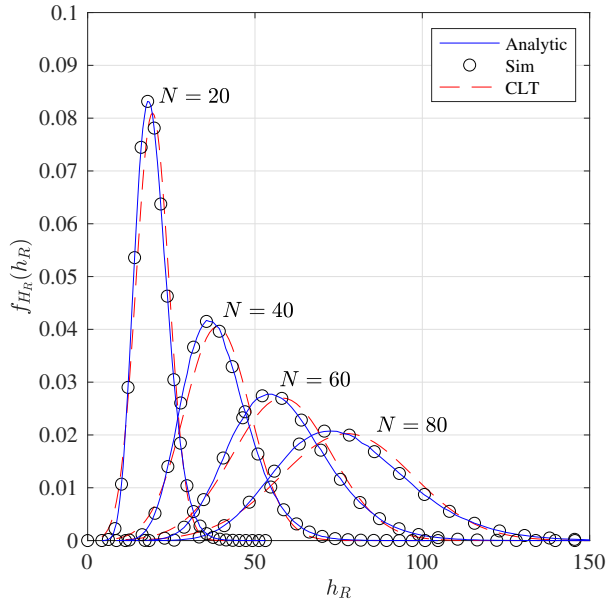 0.1
0.09
0.08
0.07
0.06
0.05
0.04
0.03
0.02
0.01
0
f_{H_R}(h_R)
Analytic
Sim
CLT
N = 20
N = 40
N = 60
N = 80
0 50 100 150
h_R